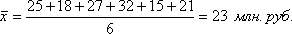 x̄ = (25+18+27+32+15+21)/6 = 23 млн. руб.